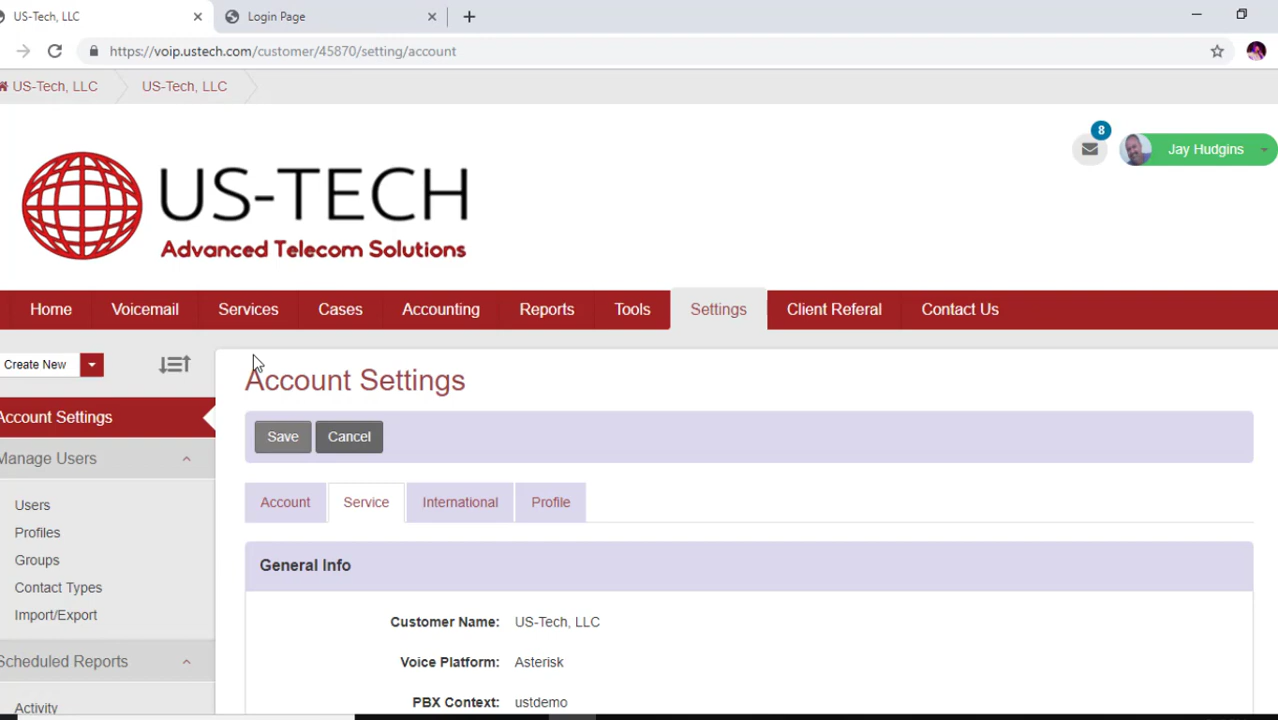 US-Tech, LLC
Login Page
https://voip.ustech.com/customer/45870/setting/account
US-Tech, LLC US-Tech, LLC
8
Jay Hudgins
US-TECH
Advanced Telecom Solutions
Home Voicemail Services Cases Accounting Reports Tools Settings Client Referal Contact Us
Create New
Account Settings
Account Settings
Save Cancel
Manage Users
Users
Profiles
Groups
Contact Types
Import/Export
Scheduled Reports
Activity
Account Service International Profile
General Info
Customer Name: US-Tech, LLC
Voice Platform: Asterisk
PBX Context: ustdemo